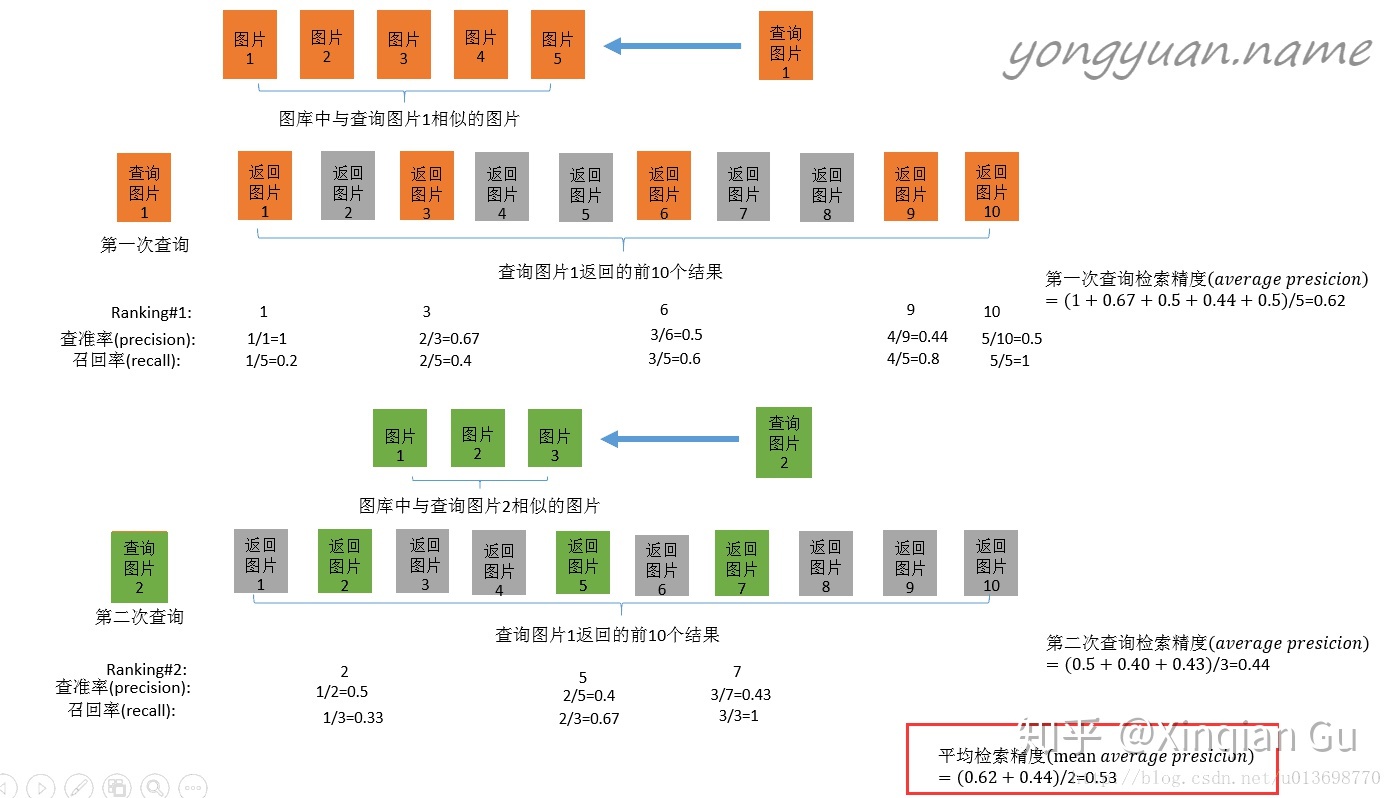 图片
1
图片
2
图片
3
图片
4
图片
5
查询
图片
1
yongyuan.name
图库中与查询图片1相似的图片
查询
图片
1
返回
图片
1
返回
图片
2
返回
图片
3
返回
图片
4
返回
图片
5
返回
图片
6
返回
图片
7
返回
图片
8
返回
图片
9
返回
图片
10
第一次查询
查询图片1返回的前10个结果
第一次查询检索精度(average presicion)
= (1 + 0.67 + 0.5 + 0.44 + 0.5)/5=0.62
Ranking#1: 1 3 6 9 10
查准率(precision): 1/1=1 2/3=0.67 3/6=0.5 4/9=0.44 5/10=0.5
召回率(recall): 1/5=0.2 2/5=0.4 3/5=0.6 4/5=0.8 5/5=1
图片
1
图片
2
图片
3
查询
图片
2
图库中与查询图片2相似的图片
查询
图片
2
返回
图片
1
返回
图片
2
返回
图片
3
返回
图片
4
返回
图片
5
返回
图片
6
返回
图片
7
返回
图片
8
返回
图片
9
返回
图片
10
第二次查询
查询图片1返回的前10个结果
第二次查询检索精度(average presicion)
= (0.5 + 0.40 + 0.43)/3=0.44
Ranking#2: 2 5 7
查准率(precision): 1/2=0.5 2/5=0.4 3/7=0.43
召回率(recall): 1/3=0.33 2/3=0.67 3/3=1
知乎 @Xinqian Gu
平均检索精度(mean average presicion)
= (0.62 + 0.44)/2=0.53
http://blog.csdn.net/u013698770